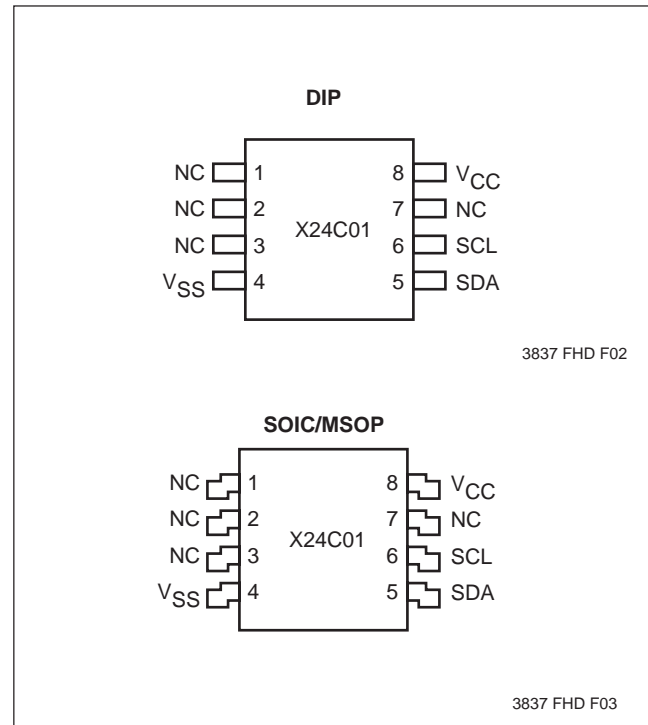 DIP
NC 1 8 VCC
NC 2 7 NC
X24C01
NC 3 6 SCL
VSS 4 5 SDA
3837 FHD F02
SOIC/MSOP
NC 1 8 VCC
NC 2 7 NC
X24C01
NC 3 6 SCL
VSS 4 5 SDA
3837 FHD F03